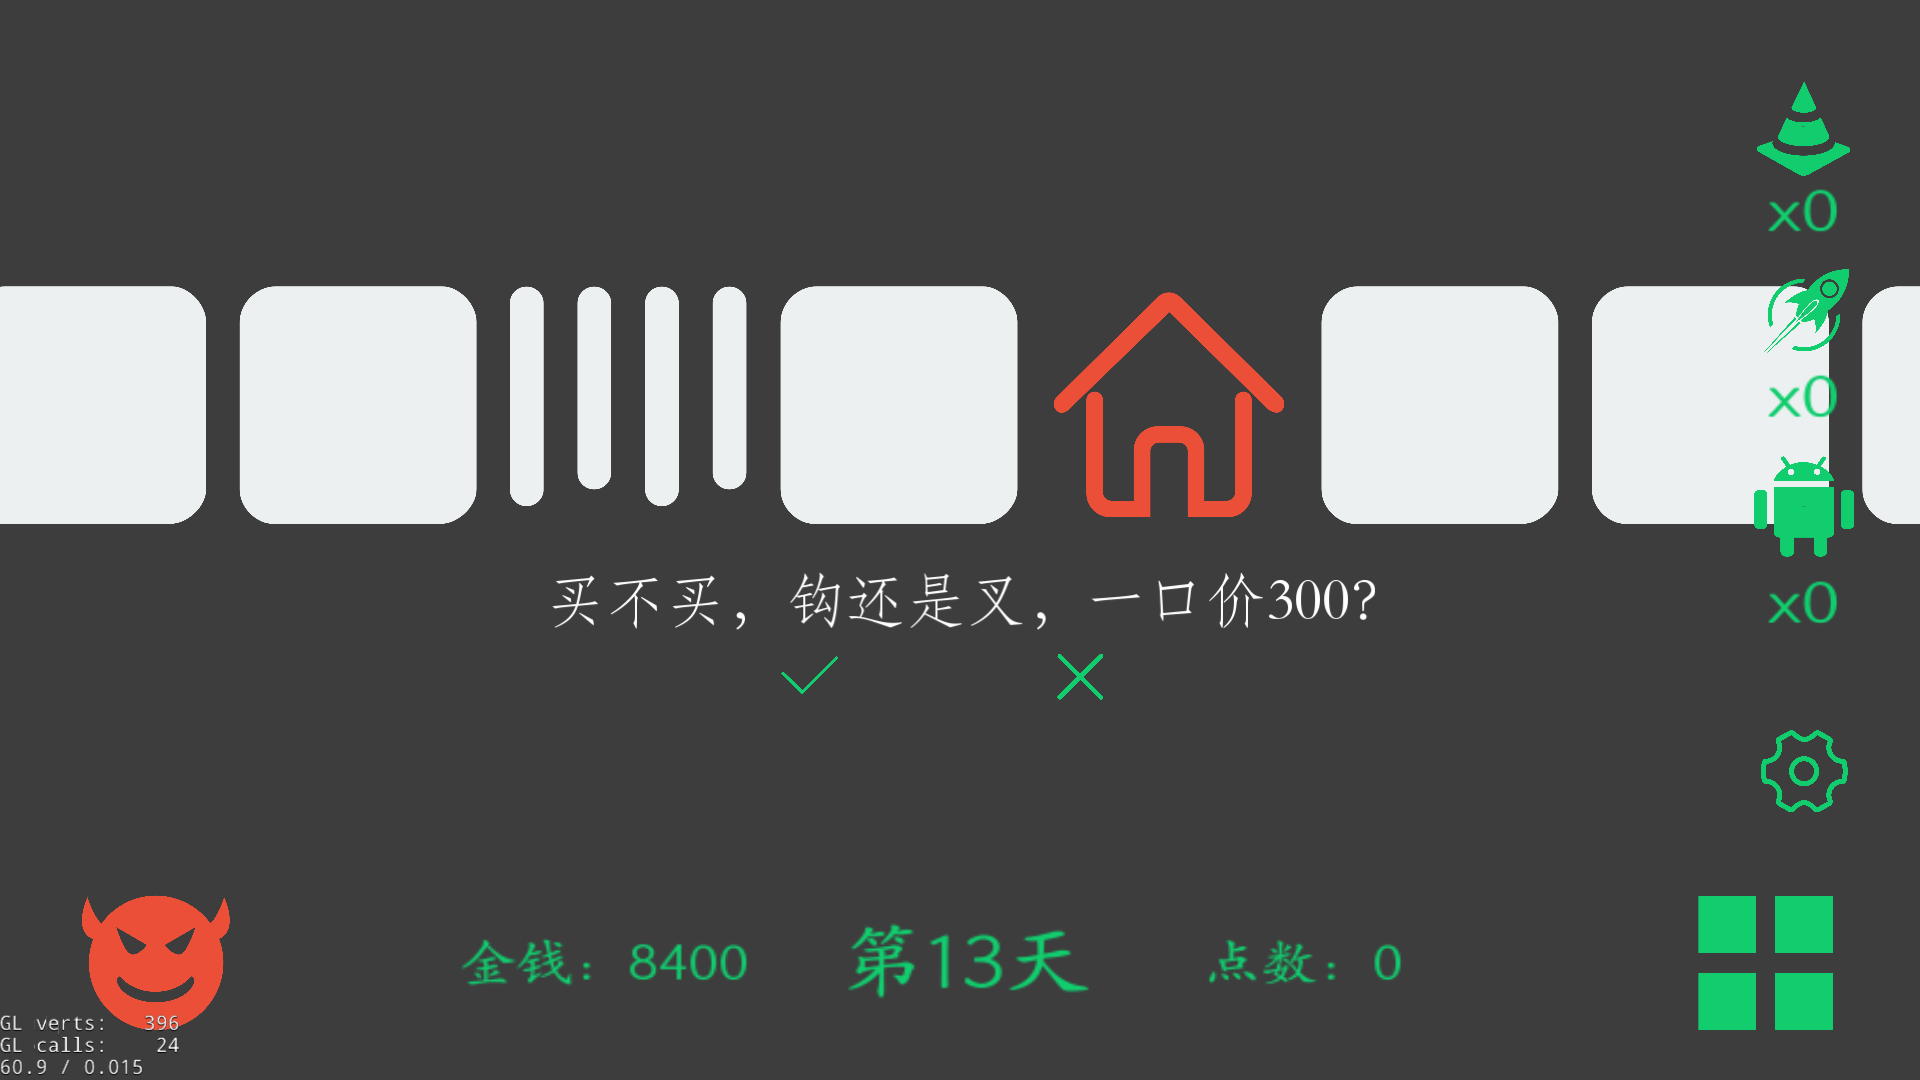 x0
x0
x0
买不买，钩还是叉，一口价300?
金钱：8400
第13天
点数：0
GL verts: 396
GL calls: 24
60.9 / 0.015